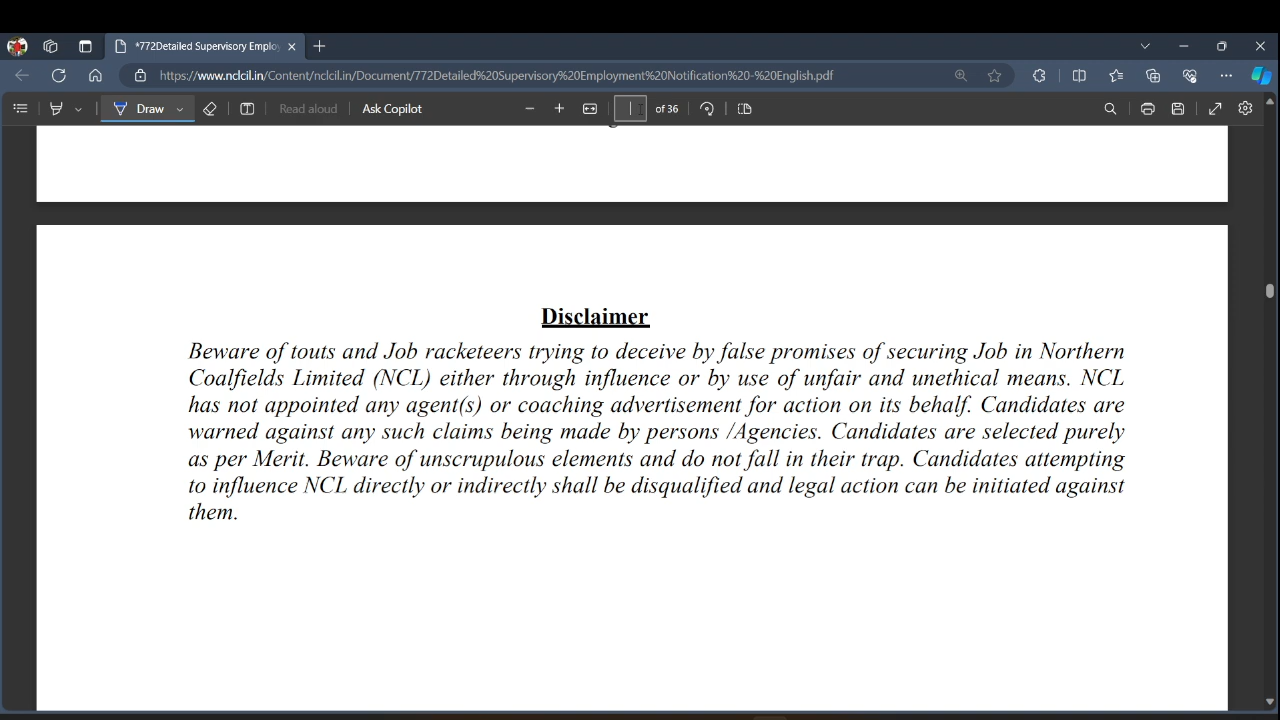 *772Detailed Supervisory Emplo
https://www.nclcil.in/Content/nclcil.in/Document/772Detailed%20Supervisory%20Employment%20Notification%20-%20English.pdf
Draw
Read aloud
Ask Copilot
of 36
Disclaimer
Beware of touts and Job racketeers trying to deceive by false promises of securing Job in Northern
Coalfields Limited (NCL) either through influence or by use of unfair and unethical means. NCL
has not appointed any agent(s) or coaching advertisement for action on its behalf. Candidates are
warned against any such claims being made by persons /Agencies. Candidates are selected purely
as per Merit. Beware of unscrupulous elements and do not fall in their trap. Candidates attempting
to influence NCL directly or indirectly shall be disqualified and legal action can be initiated against
them.